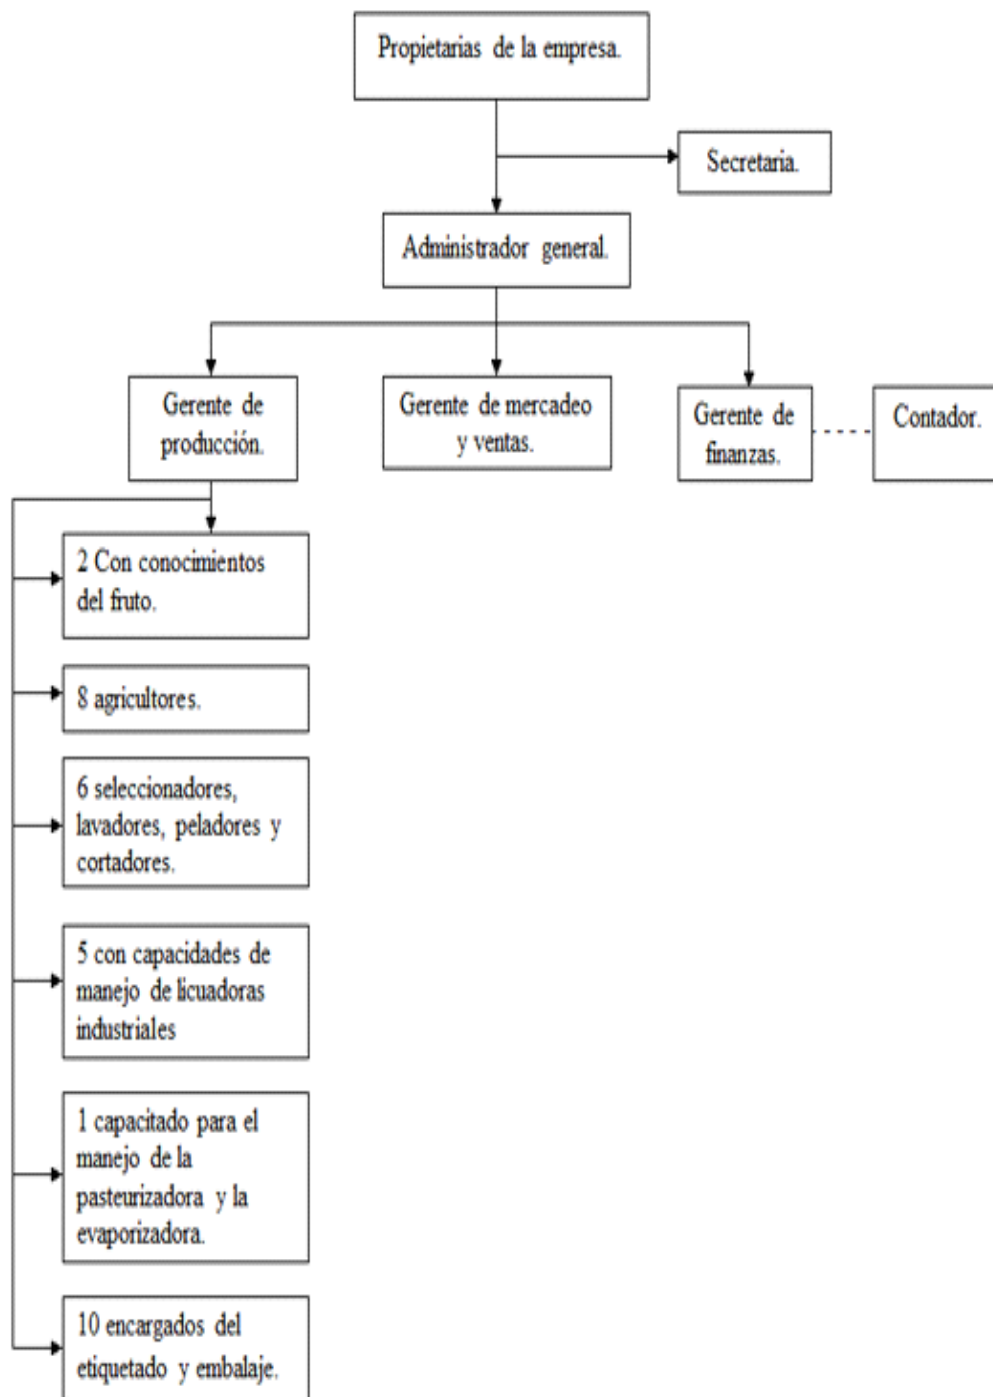 Propietarias de la empresa.
Secretaria.
Administrador general.
Gerente de
producción.
Gerente de mercadeo
y ventas.
Gerente de
finanzas.
Contador.
2 Con conocimientos
del fruto.
8 agricultores.
6 seleccionadores,
lavadores, peladores y
cortadores.
5 con capacidades de
manejo de licuadoras
industriales
1 capacitado para el
manejo de la
pasteurizadora y la
evaporizadora.
10 encargados del
etiquetado y embalaje.